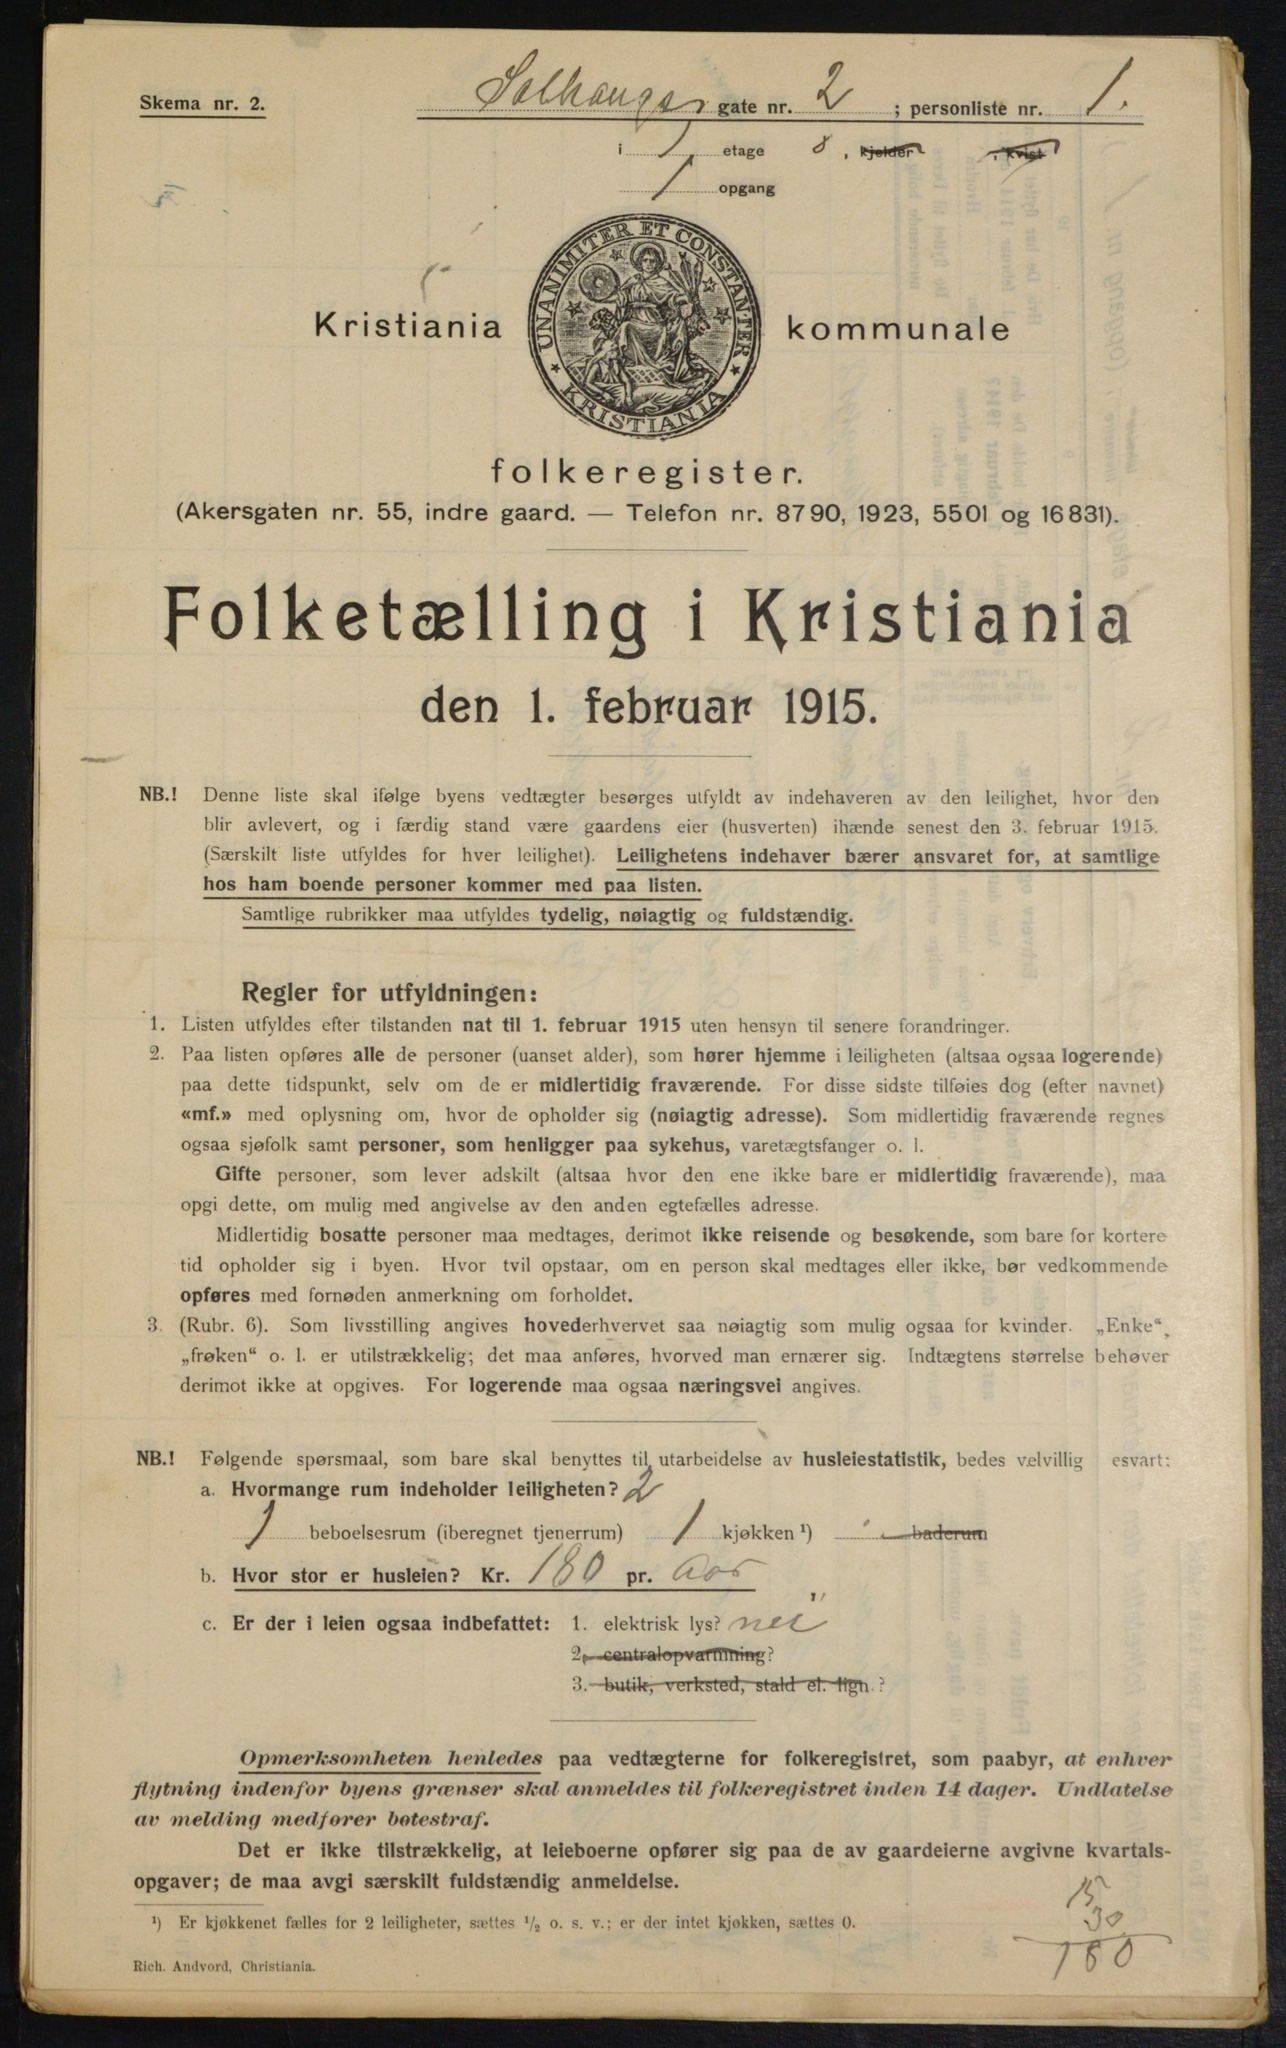 Skema nr. 2.
Solhaugs gate nr. 2 ; personliste nr. 1.
i 1 etage 8, kjelder , kvist
1 opgang
UNANIMITER ET CONSTANTER
KRISTIANIA
Kristiania kommunale
folkeregister.
(Akersgaten nr. 55, indre gaard. — Telefon nr. 8790, 1923, 5501 og 16831).
Folketælling i Kristiania
den 1. februar 1915.
NB.! Denne liste skal ifølge byens vedtægter besørges utfyldt av indehaveren av den leilighet, hvor den
blir avlevert, og i færdig stand være gaardens eier (husverten) ihænde senest den 3. februar 1915.
(Særskilt liste utfyldes for hver leilighet). Leilighetens indehaver bærer ansvaret for, at samtlige
hos ham boende personer kommer med paa listen.
Samtlige rubrikker maa utfyldes tydelig, nøiagtig og fuldstændig.
Regler for utfyldningen:
1. Listen utfyldes efter tilstanden nat til 1. februar 1915 uten hensyn til senere forandringer.
2. Paa listen opføres alle de personer (uanset alder), som hører hjemme i leiligheten (altsaa ogsaa logerende)
paa dette tidspunkt, selv om de er midlertidig fraværende. For disse sidste tilføies dog (efter navnet)
«mf.» med oplysning om, hvor de opholder sig (nøiagtig adresse). Som midlertidig fraværende regnes
ogsaa sjøfolk samt personer, som henligger paa sykehus, varetægtsfanger o. l.
Gifte personer, som lever adskilt (altsaa hvor den ene ikke bare er midlertidig fraværende), maa
opgi dette, om mulig med angivelse av den anden egtefælles adresse.
Midlertidig bosatte personer maa medtages, derimot ikke reisende og besøkende, som bare for kortere
tid opholder sig i byen. Hvor tvil opstaar, om en person skal medtages eller ikke, bør vedkommende
opføres med fornøden anmerkning om forholdet.
3. (Rubr. 6). Som livsstilling angives hovederhvervet saa nøiagtig som mulig ogsaa for kvinder. „Enke“,
„frøken“ o. l. er utilstrækkelig; det maa anføres, hvorved man ernærer sig. Indtægtens størrelse behøver
derimot ikke at opgives. For logerende maa ogsaa næringsvei angives.
NB.! Følgende spørsmaal, som bare skal benyttes til utarbeidelse av husleiestatistik, bedes velvillig esvart:
a. Hvormange rum indeholder leiligheten? 2
1 beboelsesrum (iberegnet tjenerrum) 1 kjøkken ¹) baderum
b. Hvor stor er husleien? Kr. 180 pr. Aar
c. Er der i leien ogsaa indbefattet: 1. elektrisk lys? nei
2. centralopvarmning?
3. butik, verksted, stald el. lign.?
Opmerksomheten henledes paa vedtægterne for folkeregistret, som paabyr, at enhver
flytning indenfor byens grænser skal anmeldes til folkeregistret inden 14 dager. Undlatelse
av melding medfører bøtestraf.
Det er ikke tilstrækkelig, at leieboerne opfører sig paa de av gaardeierne avgivne kvartals-
opgaver; de maa avgi særskilt fuldstændig anmeldelse.
15
30
180
¹) Er kjøkkenet fælles for 2 leiligheter, sættes ¹/₂ o. s. v.; er der intet kjøkken, sættes 0.
Rich. Andvord, Christiania.